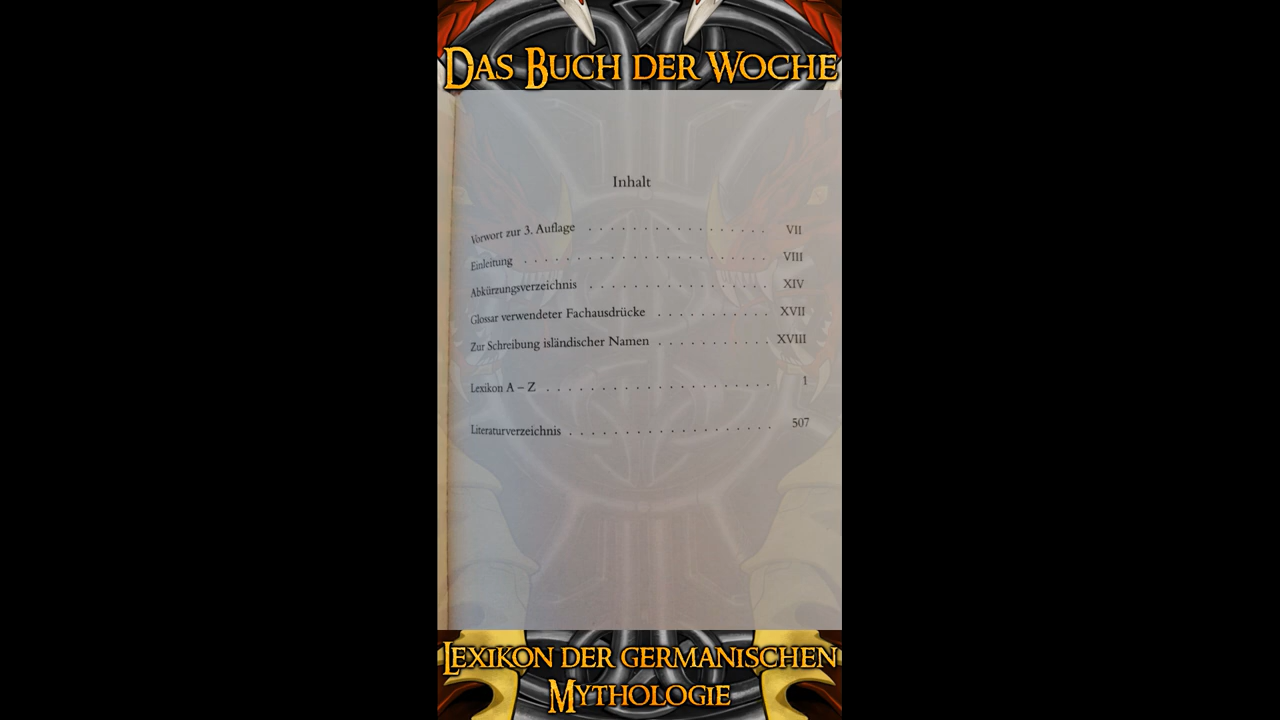 Das Buch der Woche
Inhalt
Vorwort zur 3. Auflage . . . . . . . . . . . . . . . . . VII
Einleitung . . . . . . . . . . . . . . . . . . . . . . . VIII
Abkürzungsverzeichnis . . . . . . . . . . . . . . . . . XIV
Glossar verwendeter Fachausdrücke . . . . . . . . . . . XVII
Zur Schreibung isländischer Namen . . . . . . . . . . . XVIII
Lexikon A – Z . . . . . . . . . . . . . . . . . . . . . 1
Literaturverzeichnis . . . . . . . . . . . . . . . . . . . 507
Lexikon der germanischen
Mythologie